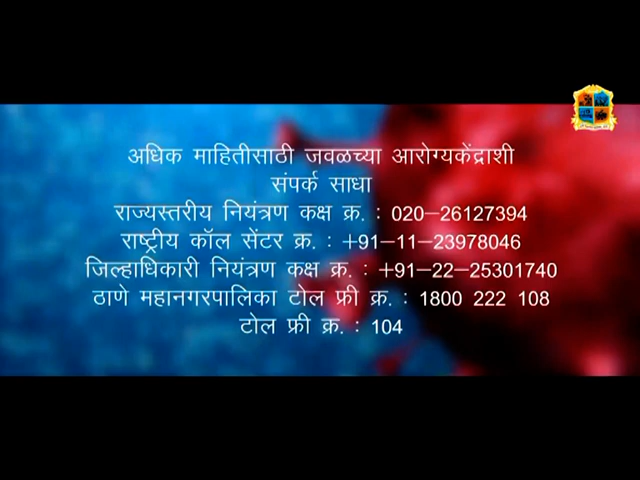 अधिक माहितीसाठी जवळच्या आरोग्यकेंद्राशी
संपर्क साधा
राज्यस्तरीय नियंत्रण कक्ष क्र. : 020–26127394
राष्ट्रीय कॉल सेंटर क्र. : +91–11–23978046
जिल्हाधिकारी नियंत्रण कक्ष क्र. : +91–22–25301740
ठाणे महानगरपालिका टोल फ्री क्र. : 1800 222 108
टोल फ्री क्र. : 104